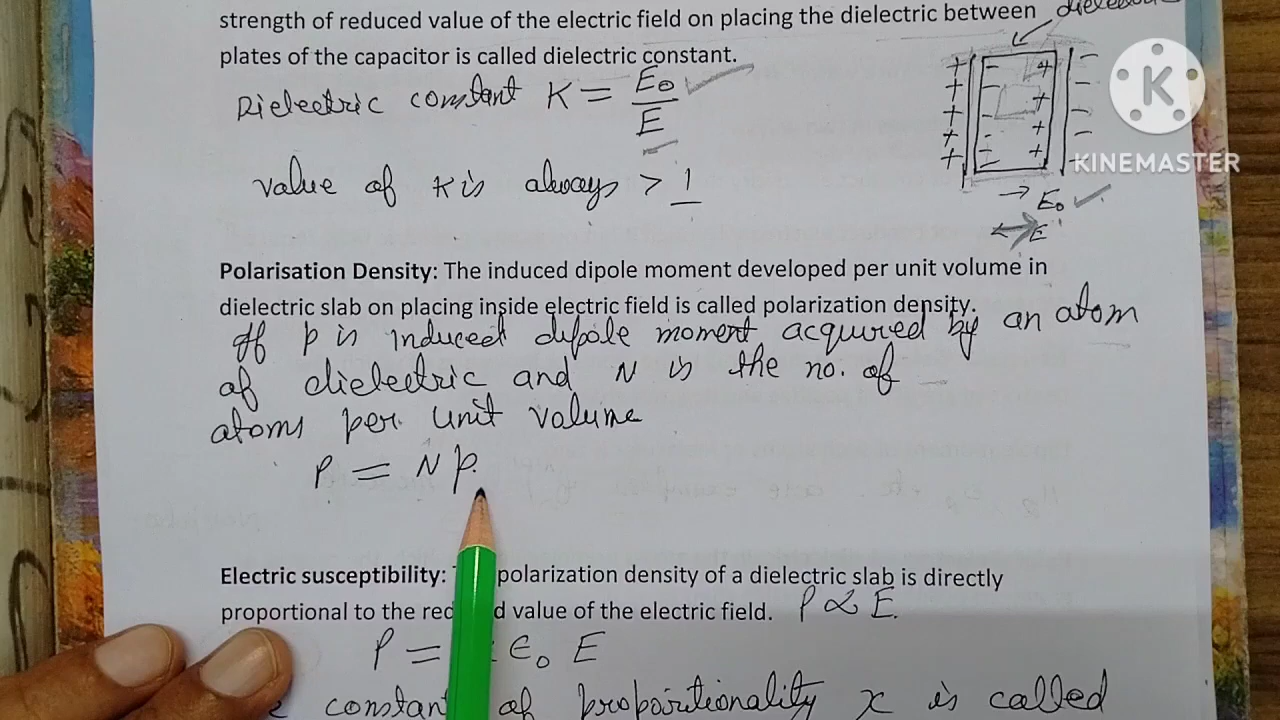 strength of reduced value of the electric field on placing the dielectric between
plates of the capacitor is called dielectric constant.
Dielectric constant K = E₀/E
value of K is always > 1
+ + + + +
- - - -
+ + + +
- - - -
→ E₀
E
K
KINEMASTER
Polarisation Density: The induced dipole moment developed per unit volume in
dielectric slab on placing inside electric field is called polarization density.
If p is induced dipole moment acquired by an atom
of dielectric and N is the no. of
atoms per unit volume
P = N p.
Electric susceptibility: polarization density of a dielectric slab is directly
proportional to the value of the electric field. P ∝ E.
P = ϵ₀ E
constant of proportionality x is called